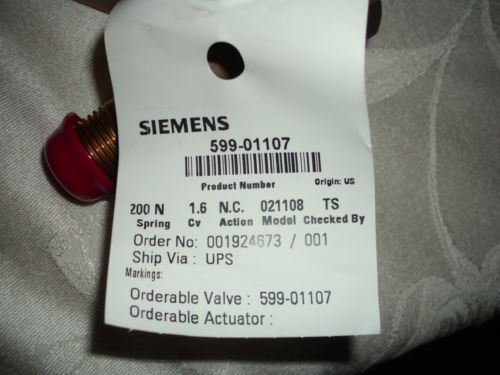 SIEMENS
599-01107
Product Number Origin: US
200 N 1.6 N.C. 021108 TS
Spring Cv Action Model Checked By
Order No: 001924673 / 001
Ship Via : UPS
Markings:
Orderable Valve : 599-01107
Orderable Actuator :